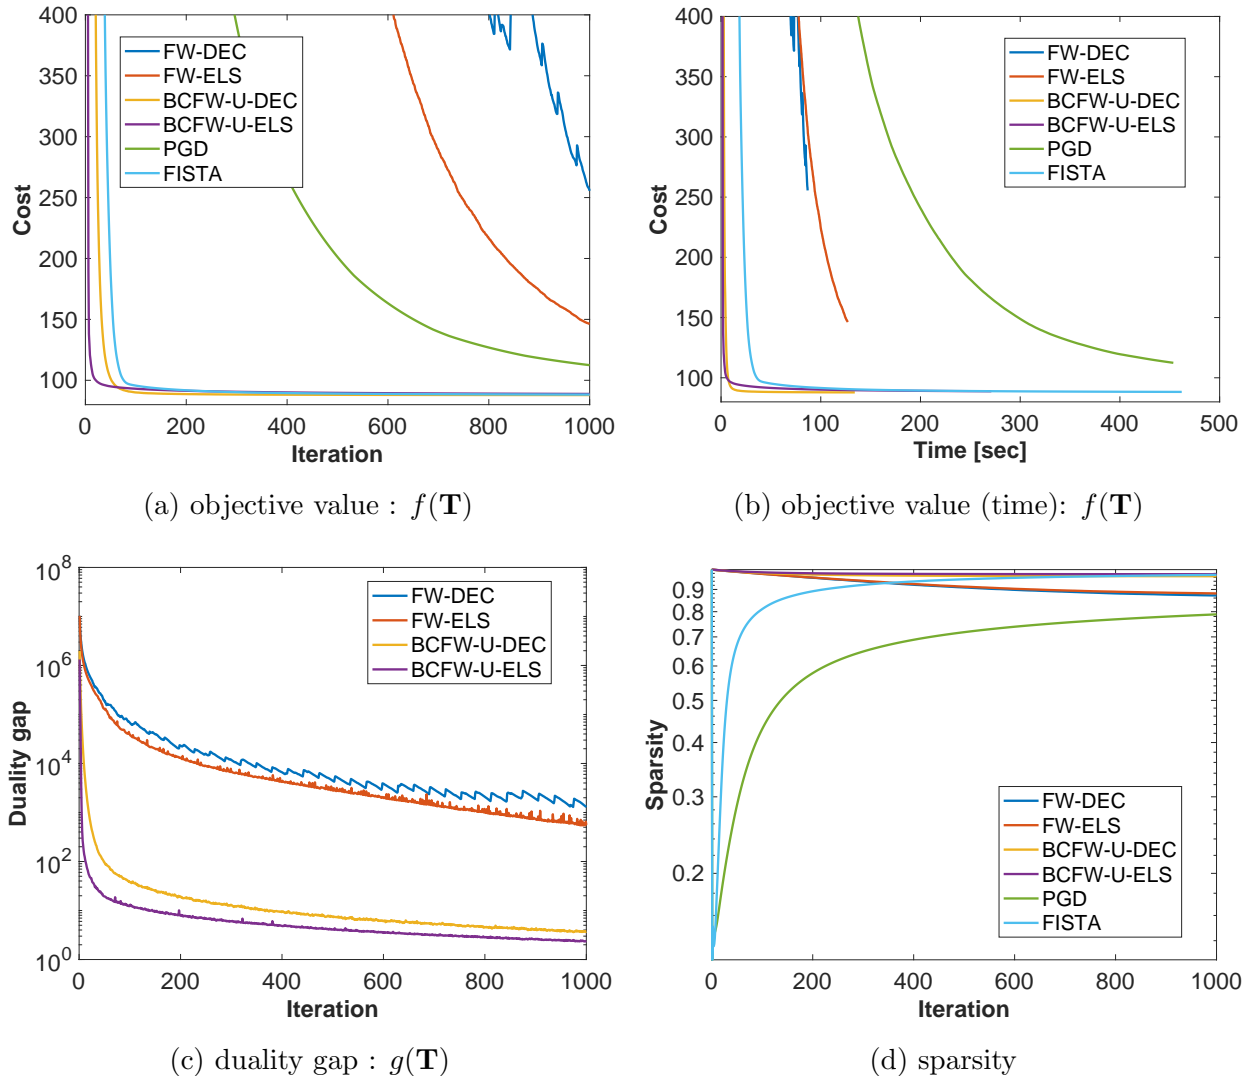 400
350
300
250
200
150
100
Cost
FW-DEC
FW-ELS
BCFW-U-DEC
BCFW-U-ELS
PGD
FISTA
0 200 400 600 800 1000
Iteration
(a) objective value : f(T)
400
350
300
250
200
150
100
Cost
FW-DEC
FW-ELS
BCFW-U-DEC
BCFW-U-ELS
PGD
FISTA
0 100 200 300 400 500
Time [sec]
(b) objective value (time): f(T)
10^8
10^6
10^4
10^2
10^0
Duality gap
FW-DEC
FW-ELS
BCFW-U-DEC
BCFW-U-ELS
0 200 400 600 800 1000
Iteration
(c) duality gap : g(T)
0.9
0.8
0.7
0.6
0.5
0.4
0.3
0.2
Sparsity
FW-DEC
FW-ELS
BCFW-U-DEC
BCFW-U-ELS
PGD
FISTA
0 200 400 600 800 1000
Iteration
(d) sparsity